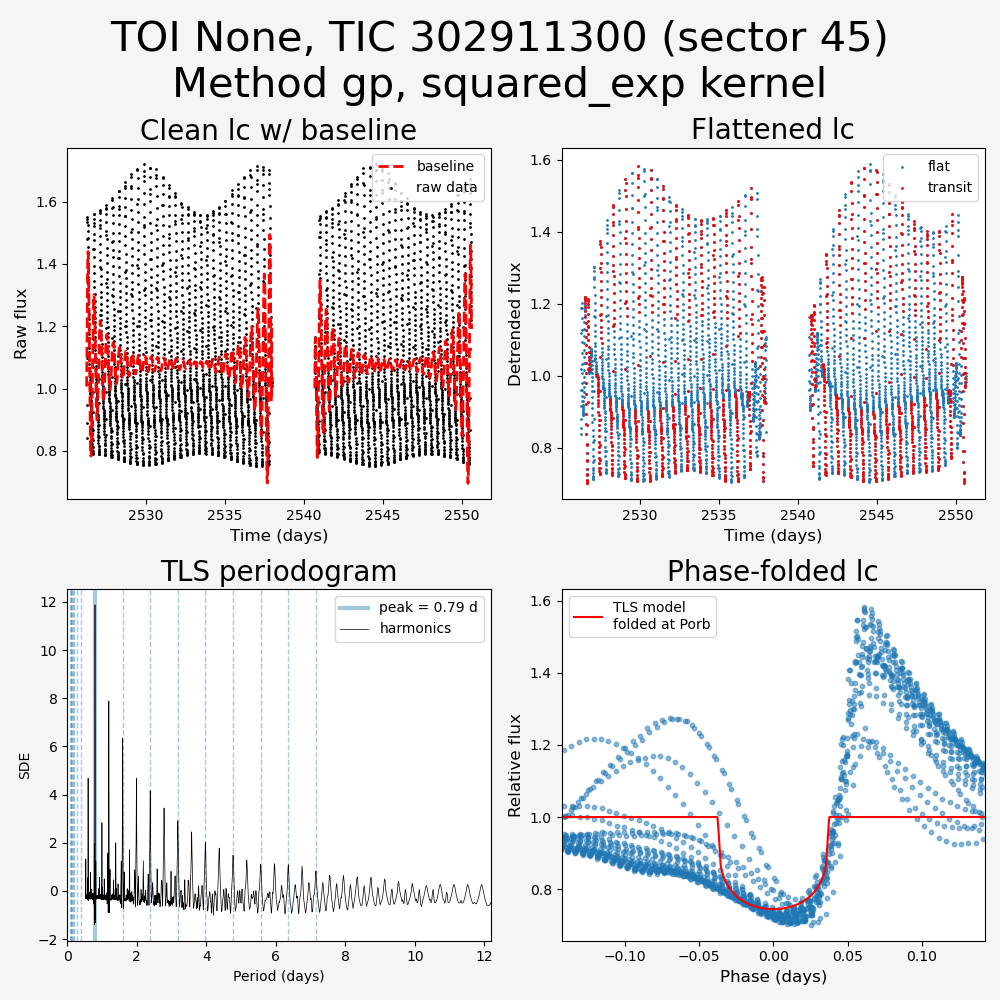 TOI None, TIC 302911300 (sector 45)
Method gp, squared_exp kernel
Clean lc w/ baseline
baseline
raw data
Raw flux
1.6
1.4
1.2
1.0
0.8
2530
2535
2540
2545
2550
Time (days)
Flattened lc
flat
transit
Detrended flux
1.6
1.4
1.2
1.0
0.8
2530
2535
2540
2545
2550
Time (days)
TLS periodogram
peak = 0.79 d
harmonics
SDE
12
10
8
6
4
2
0
−2
0
2
4
6
8
10
12
Period (days)
Phase-folded lc
TLS model
folded at Porb
Relative flux
1.6
1.4
1.2
1.0
0.8
−0.10
−0.05
0.00
0.05
0.10
Phase (days)